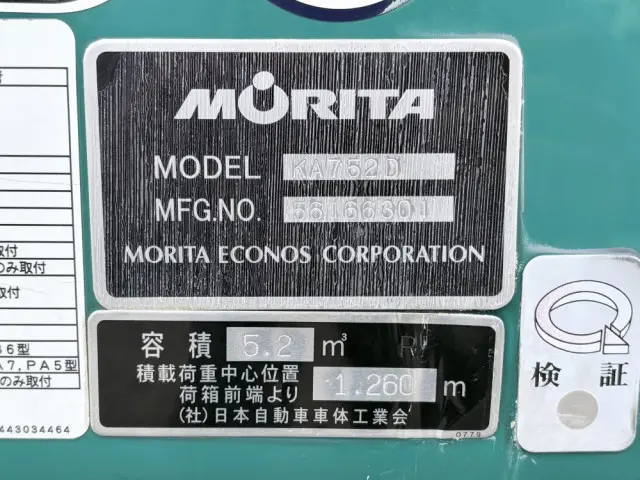 MORITA
MODEL KA752D
MFG.NO. 56166301
MORITA ECONOS CORPORATION
容積 5.2 m³
積載荷重中心位置
荷箱前端より 1.260 m
(社)日本自動車車体工業会
0779
検 証
取付
のみ取付
取付
6型
7,PA5型
のみ取付
443034464